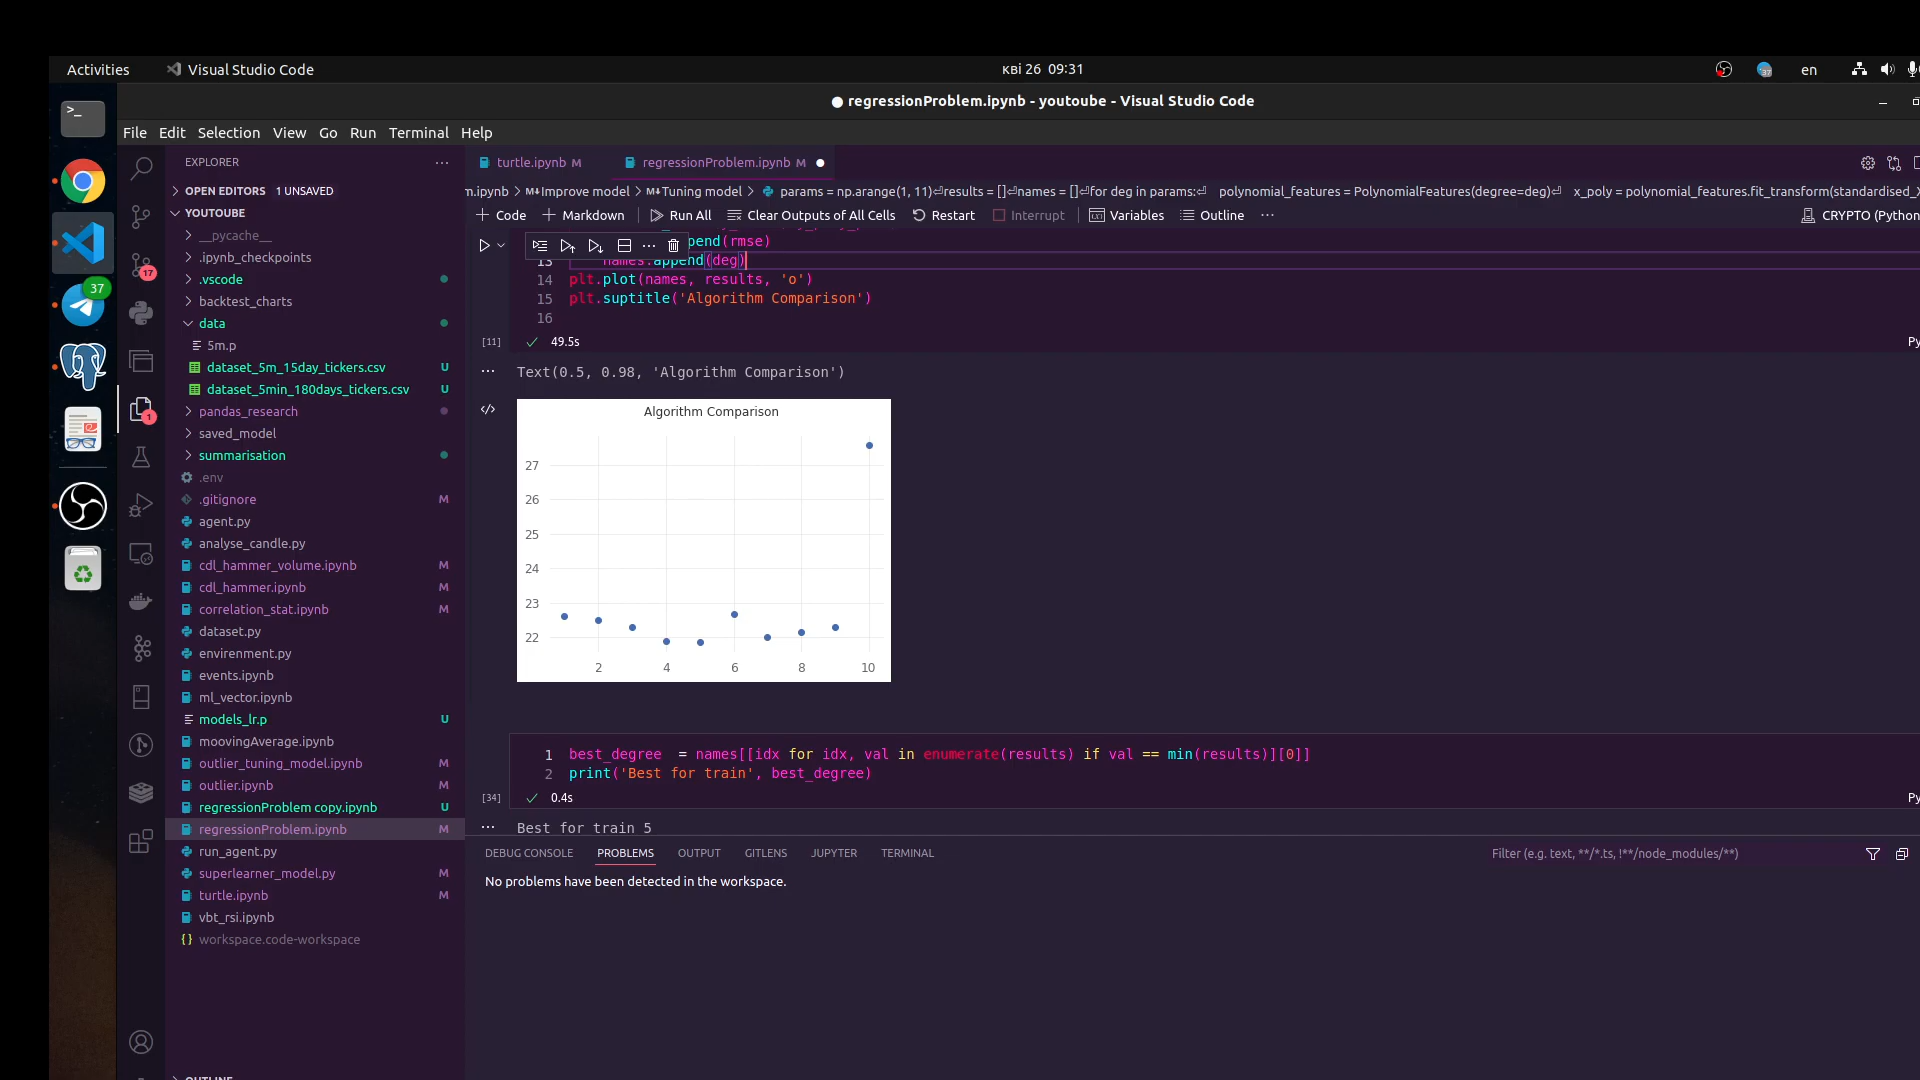 Activities
Visual Studio Code
кві 26 09:31
37
en
regressionProblem.ipynb - youtoube - Visual Studio Code
File Edit Selection View Go Run Terminal Help
EXPLORER
OPEN EDITORS 1 UNSAVED
YOUTOUBE
__pycache__
.ipynb_checkpoints
.vscode
backtest_charts
data
5m.p
dataset_5m_15day_tickers.csv U
dataset_5min_180days_tickers.csv U
pandas_research
saved_model
summarisation
.env
.gitignore M
agent.py
analyse_candle.py
cdl_hammer_volume.ipynb M
cdl_hammer.ipynb M
correlation_stat.ipynb M
dataset.py
envirenment.py
events.ipynb
ml_vector.ipynb
models_lr.p U
moovingAverage.ipynb
outlier_tuning_model.ipynb M
outlier.ipynb M
regressionProblem copy.ipynb U
regressionProblem.ipynb M
run_agent.py
superlearner_model.py M
turtle.ipynb M
vbt_rsi.ipynb
workspace.code-workspace
37
17
1
turtle.ipynb M
regressionProblem.ipynb M
m.ipynb > M↓Improve model > M↓Tuning model > params = np.arange(1, 11)⏎results = []⏎names = []⏎for deg in params:⏎ polynomial_features = PolynomialFeatures(degree=deg)⏎ x_poly = polynomial_features.fit_transform(standardised_X
+ Code + Markdown Run All Clear Outputs of All Cells Restart Interrupt Variables Outline ···
CRYPTO (Python
pend(rmse)
13 names.append(deg)
14 plt.plot(names, results, 'o')
15 plt.suptitle('Algorithm Comparison')
16
[11] 49.5s
Py
Text(0.5, 0.98, 'Algorithm Comparison')
Algorithm Comparison
27
26
25
24
23
22
2 4 6 8 10
1 best_degree  = names[[idx for idx, val in enumerate(results) if val == min(results)][0]]
2 print('Best for train', best_degree)
[34] 0.4s
Py
Best for train 5
DEBUG CONSOLE PROBLEMS OUTPUT GITLENS JUPYTER TERMINAL
Filter (e.g. text, **/*.ts, !**/node_modules/**)
No problems have been detected in the workspace.